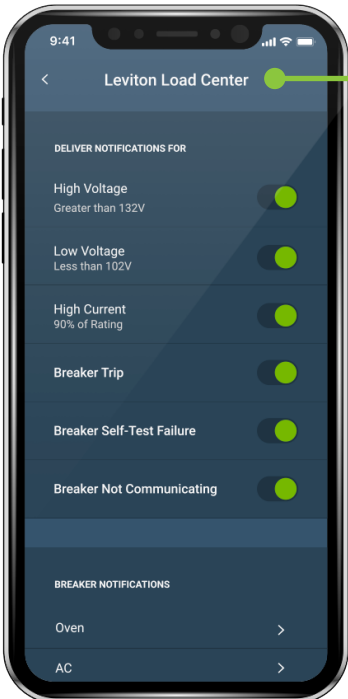 9:41
Leviton Load Center
DELIVER NOTIFICATIONS FOR
High Voltage
Greater than 132V
Low Voltage
Less than 102V
High Current
90% of Rating
Breaker Trip
Breaker Self-Test Failure
Breaker Not Communicating
BREAKER NOTIFICATIONS
Oven
AC